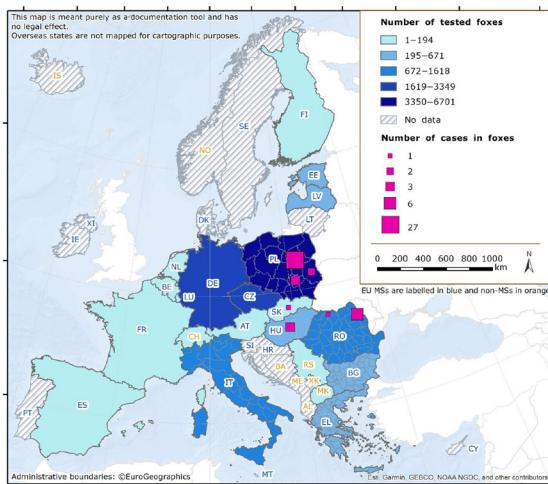 This map is meant purely as a documentation tool and has
no legal effect.
Overseas states are not mapped for cartographic purposes.
Number of tested foxes
1–194
195–671
672–1618
1619–3349
3350–6701
No data
Number of cases in foxes
1
2
3
6
27
0 200 400 600 800 1000
km
N
EU MSs are labelled in blue and non-MSs in orange
IS
FI
NO
SE
EE
LV
LT
DK
XI
IE
NL
BE
LU
DE
PL
CZ
SK
FR
CH
AT
HU
SI
HR
RO
BA
RS
ME
XK
MK
AL
BG
IT
PT
ES
EL
MT
CY
Administrative boundaries: ©EuroGeographics
Esri, Garmin, GEBCO, NOAA NGDC, and other contributors